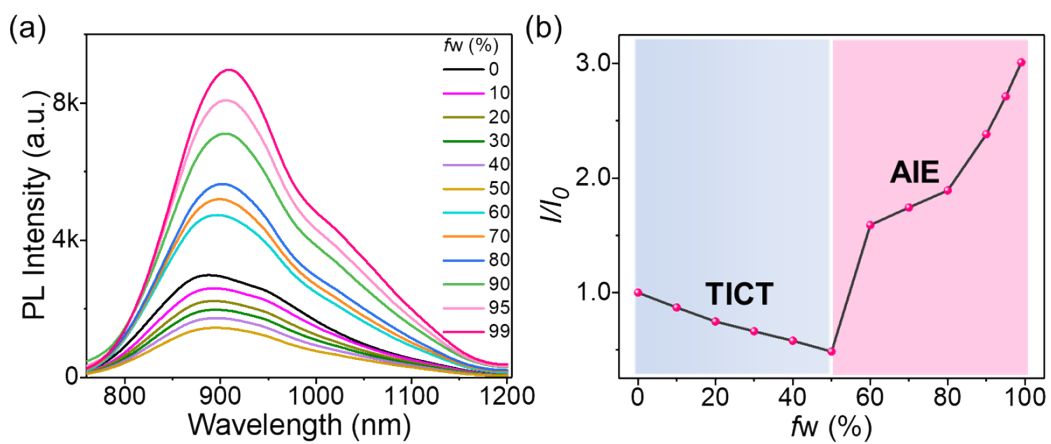 (a)
PL Intensity (a.u.)
8k
4k
0
800 900 1000 1100 1200
Wavelength (nm)
fw (%)
0
10
20
30
40
50
60
70
80
90
95
99
(b)
I/I0
3.0
2.0
1.0
TICT
AIE
0 20 40 60 80 100
fw (%)